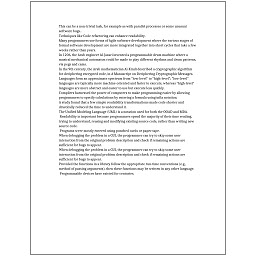 This can be a non-trivial task, for example as with parallel processes or some unusual
software bugs.
Techniques like Code refactoring can enhance readability.
Many programmers use forms of Agile software development where the various stages of
formal software development are more integrated together into short cycles that take a few
weeks rather than years.
In 1206, the Arab engineer Al-Jazari invented a programmable drum machine where a
musical mechanical automaton could be made to play different rhythms and drum patterns,
via pegs and cams.
In the 9th century, the Arab mathematician Al-Kindi described a cryptographic algorithm
for deciphering encrypted code, in A Manuscript on Deciphering Cryptographic Messages.
Languages form an approximate spectrum from "low-level" to "high-level"; "low-level"
languages are typically more machine-oriented and faster to execute, whereas "high-level"
languages are more abstract and easier to use but execute less quickly.
Compilers harnessed the power of computers to make programming easier by allowing
programmers to specify calculations by entering a formula using infix notation.
A study found that a few simple readability transformations made code shorter and
drastically reduced the time to understand it.
The Unified Modeling Language (UML) is a notation used for both the OOAD and MDA.
Readability is important because programmers spend the majority of their time reading,
trying to understand, reusing and modifying existing source code, rather than writing new
source code.
Programs were mostly entered using punched cards or paper tape.
When debugging the problem in a GUI, the programmer can try to skip some user
interaction from the original problem description and check if remaining actions are
sufficient for bugs to appear.
When debugging the problem in a GUI, the programmer can try to skip some user
interaction from the original problem description and check if remaining actions are
sufficient for bugs to appear.
Provided the functions in a library follow the appropriate run-time conventions (e.g.,
method of passing arguments), then these functions may be written in any other language.
Programmable devices have existed for centuries.